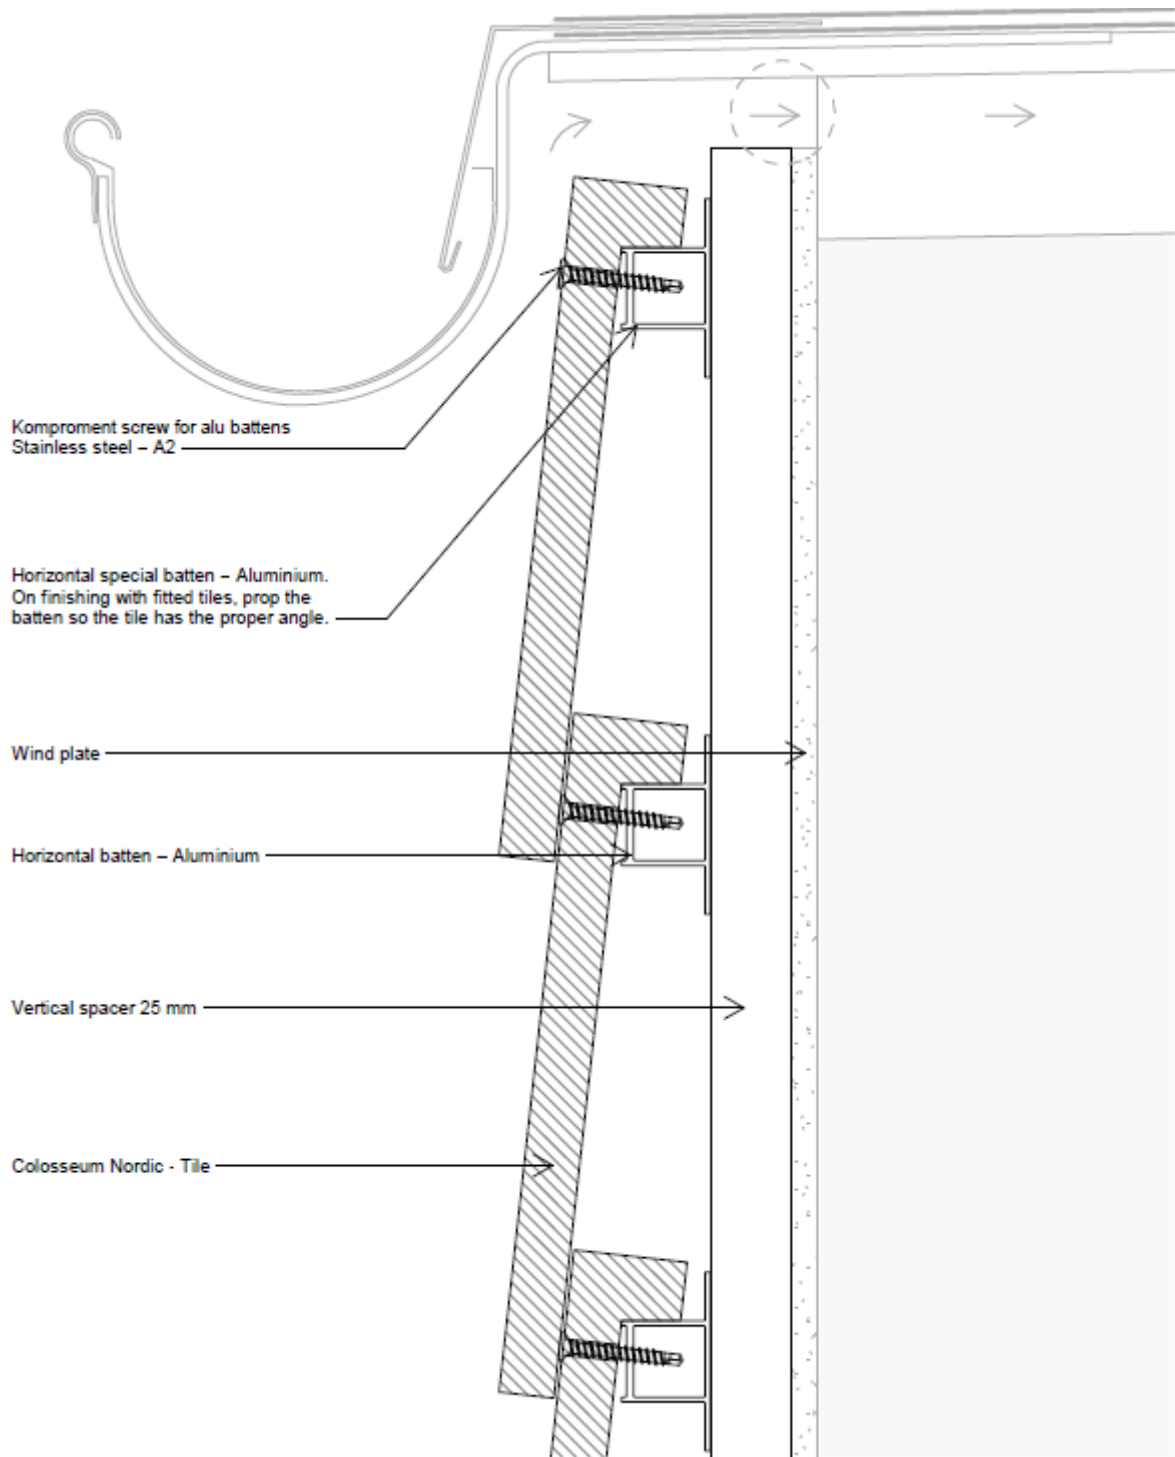 Komproment screw for alu battens
Stainless steel – A2
Horizontal special batten – Aluminium.
On finishing with fitted tiles, prop the
batten so the tile has the proper angle.
Wind plate
Horizontal batten – Aluminium
Vertical spacer 25 mm
Colosseum Nordic - Tile